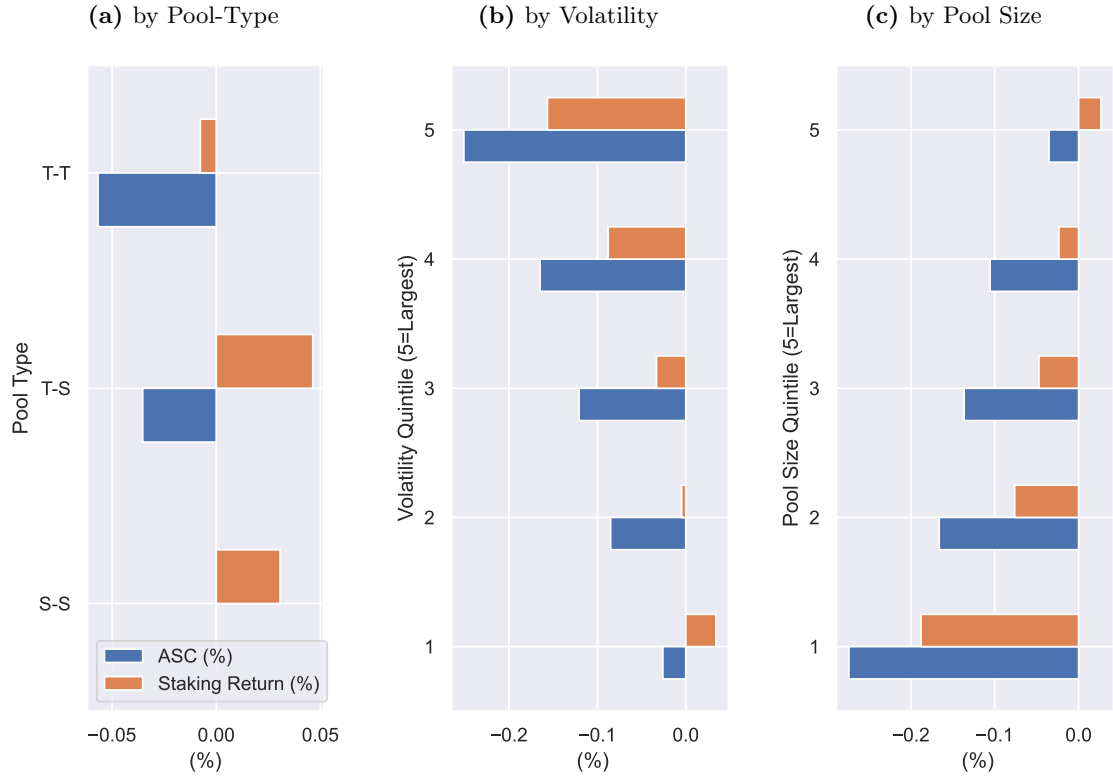 (a) by Pool-Type
Pool Type
T-T
T-S
S-S
ASC (%)
Staking Return (%)
−0.05 0.00 0.05
(%)
(b) by Volatility
Volatility Quintile (5=Largest)
5
4
3
2
1
−0.2 −0.1 0.0
(%)
(c) by Pool Size
Pool Size Quintile (5=Largest)
5
4
3
2
1
−0.2 −0.1 0.0
(%)